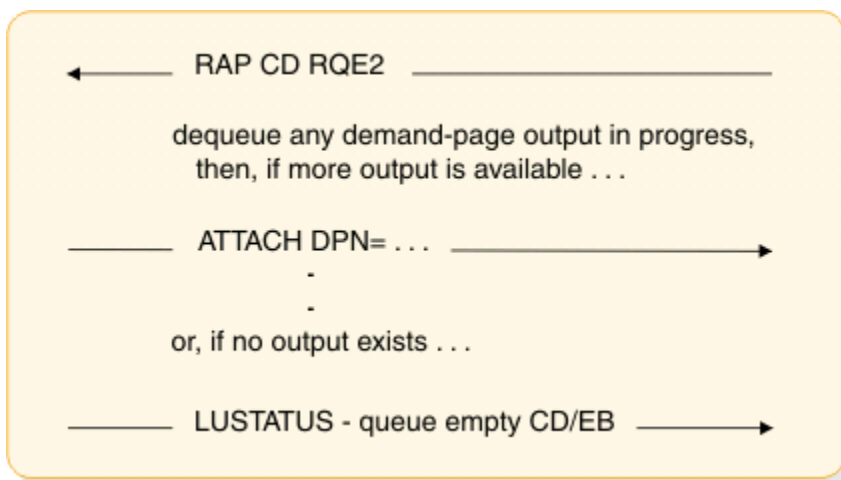 RAP CD RQE2
dequeue any demand-page output in progress,
then, if more output is available . . .
ATTACH DPN= . . .
-
-
or, if no output exists . . .
LUSTATUS - queue empty CD/EB